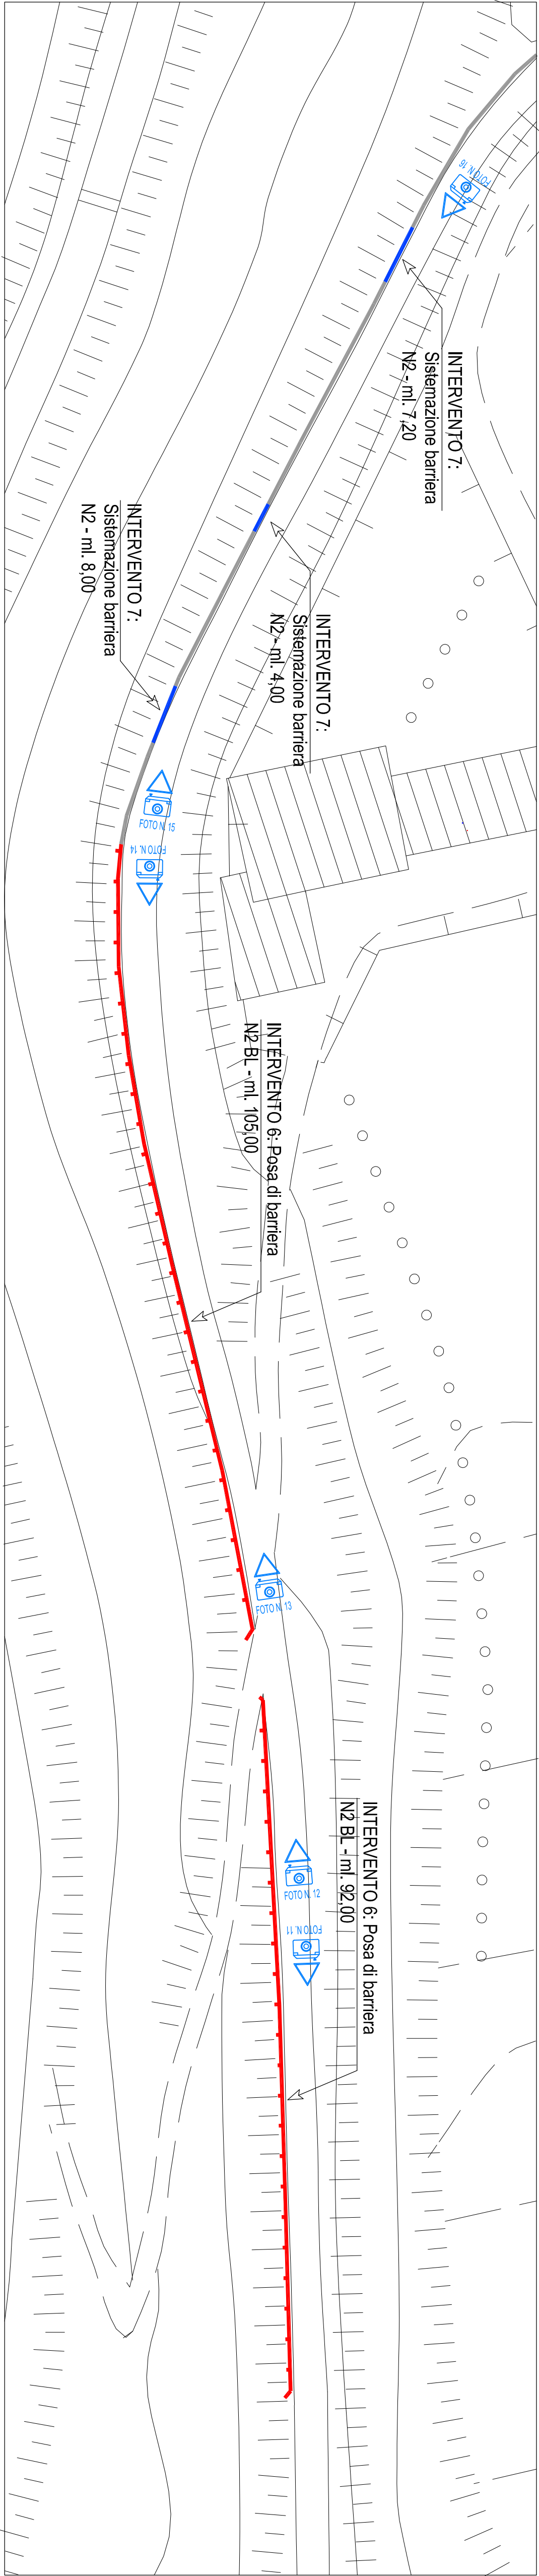 FOTO N. 16
INTERVENTO 7:
Sistemazione barriera
N2 - ml. 7,20
INTERVENTO 7:
Sistemazione barriera
N2 - ml. 8,00
INTERVENTO 7:
Sistemazione barriera
N2 - ml. 4,00
FOTO N. 15
FOTO N. 14
INTERVENTO 6: Posa di barriera
N2 BL - ml. 105,00
FOTO N. 13
INTERVENTO 6: Posa di barriera
N2 BL - ml. 92,00
FOTO N. 12
FOTO N. 11